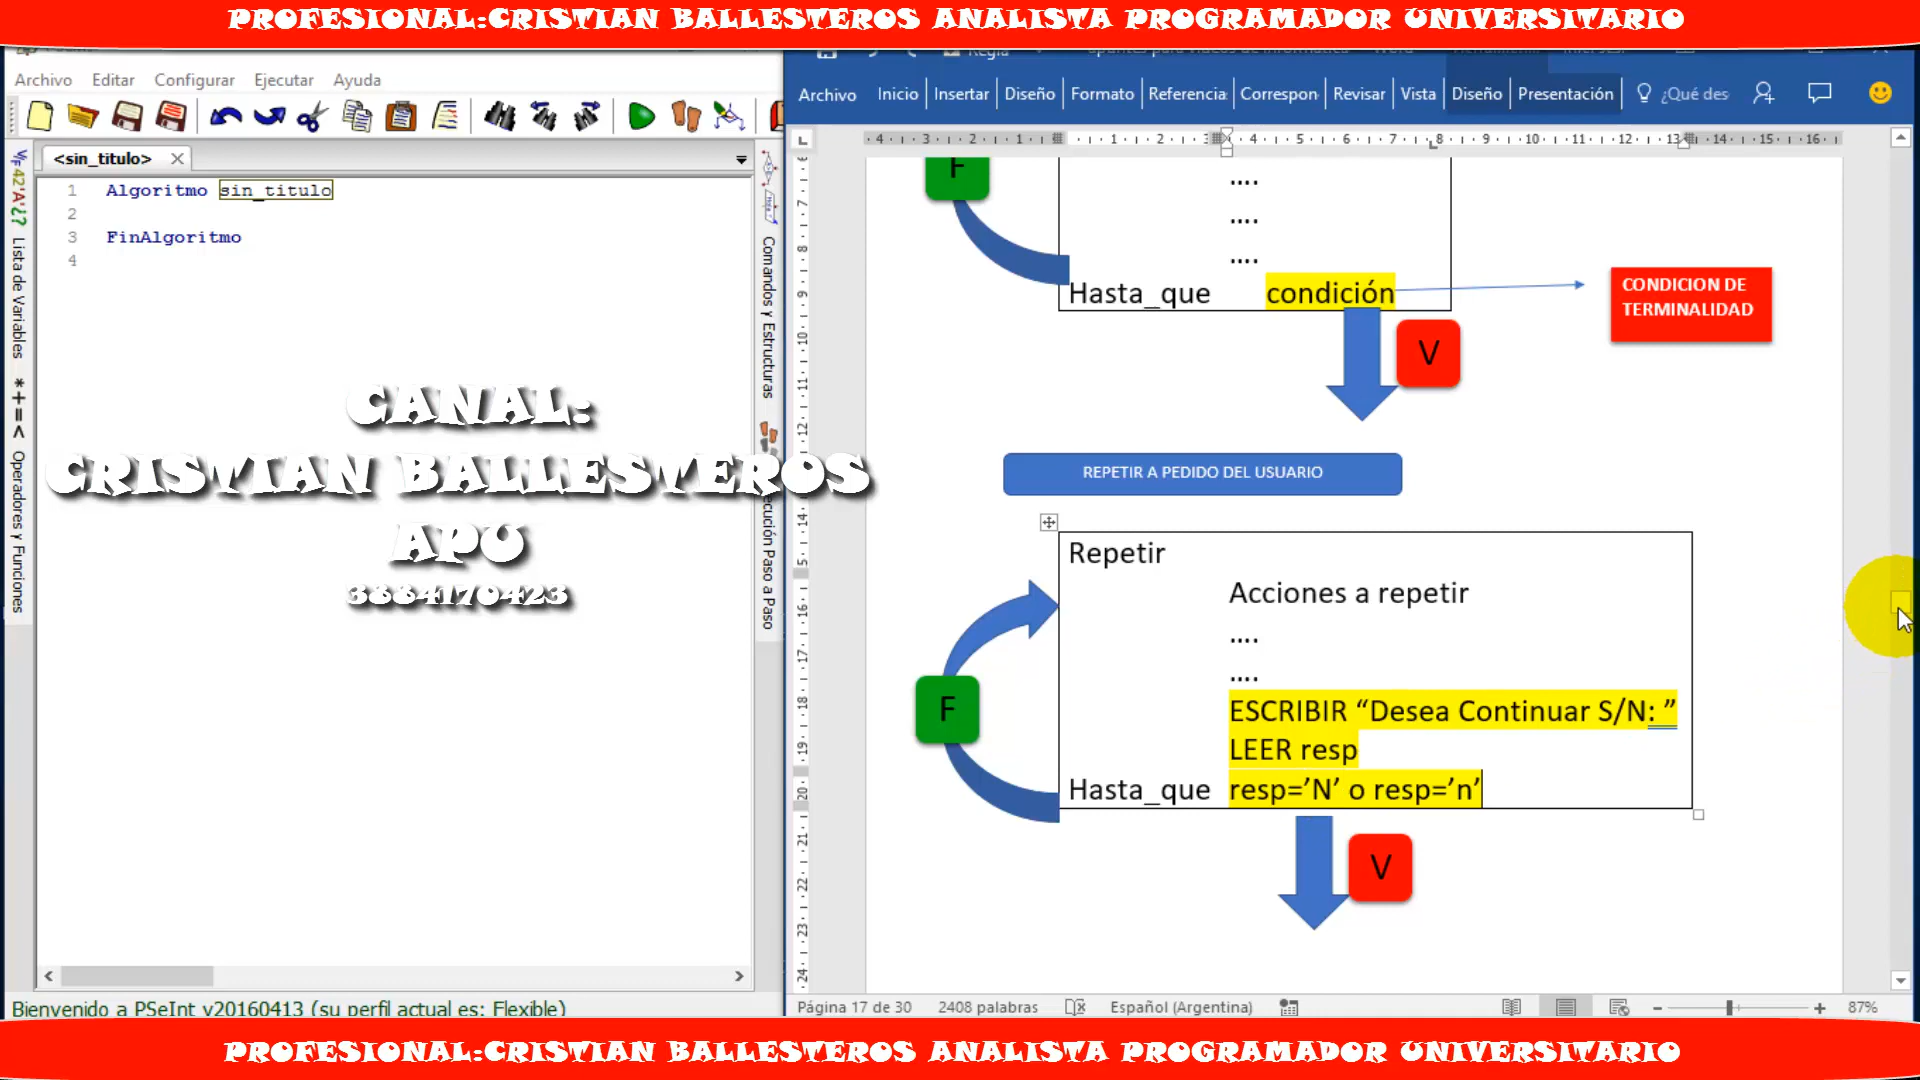 PROFESIONAL:CRISTIAN BALLESTEROS ANALISTA PROGRAMADOR UNIVERSITARIO
Archivo Editar Configurar Ejecutar Ayuda
<sin_titulo>
1 Algoritmo sin_titulo
2
3 FinAlgoritmo
4
Lista de Variables
Operadores y Funciones
Comandos y Estructuras
Ejecución Paso a Paso
CANAL:
CRISTIAN BALLESTEROS
APU
3884170423
Bienvenido a PSeInt v20160413 (su perfil actual es: Flexible)
Archivo Inicio Insertar Diseño Formato Referencia Correspon Revisar Vista Diseño Presentación ¿Qué des
F
....
....
....
Hasta_que condición
CONDICION DE
TERMINALIDAD
V
REPETIR A PEDIDO DEL USUARIO
Repetir
Acciones a repetir
....
....
F
ESCRIBIR “Desea Continuar S/N: ”
LEER resp
Hasta_que resp=’N’ o resp=’n’
V
Página 17 de 30 2408 palabras Español (Argentina) 87%
PROFESIONAL:CRISTIAN BALLESTEROS ANALISTA PROGRAMADOR UNIVERSITARIO